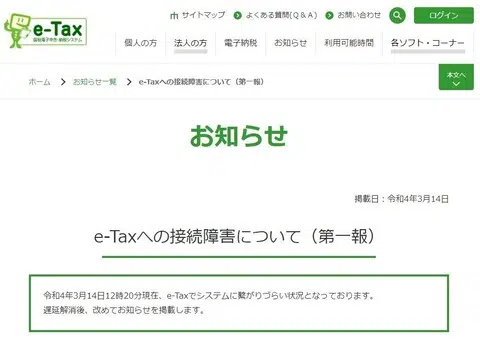 e-Tax
国税電子申告・納税システム
サイトマップ よくある質問(Q&A) お問い合わせ ログイン
個人の方 法人の方 電子納税 お知らせ 利用可能時間 各ソフト・コーナー
ホーム お知らせ一覧 e-Taxへの接続障害について（第一報） 本文へ
お知らせ
掲載日：令和4年3月14日
e-Taxへの接続障害について（第一報）
令和4年3月14日12時20分現在、e-Taxでシステムに繋がりづらい状況となっております。
遅延解消後、改めてお知らせを掲載します。